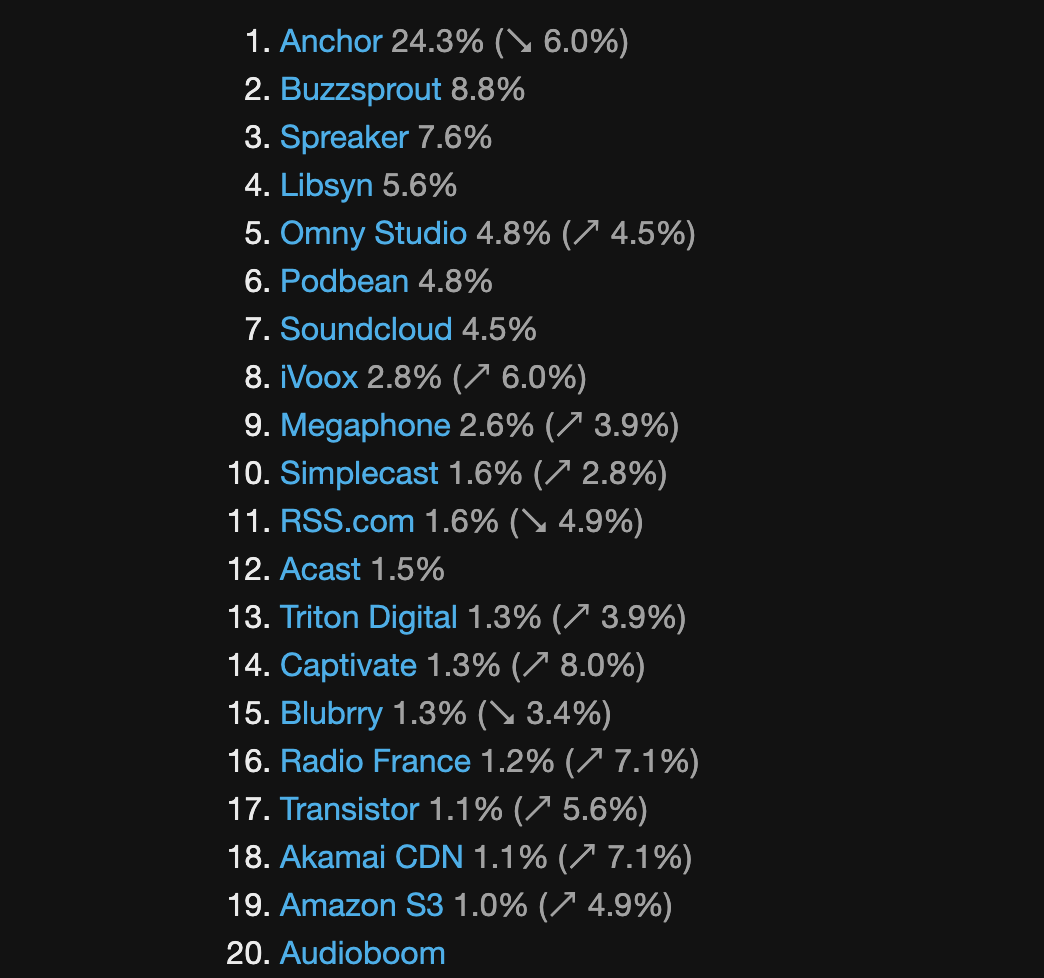 1. Anchor 24.3% (↘ 6.0%)
2. Buzzsprout 8.8%
3. Spreaker 7.6%
4. Libsyn 5.6%
5. Omny Studio 4.8% (↗ 4.5%)
6. Podbean 4.8%
7. Soundcloud 4.5%
8. iVoox 2.8% (↗ 6.0%)
9. Megaphone 2.6% (↗ 3.9%)
10. Simplecast 1.6% (↗ 2.8%)
11. RSS.com 1.6% (↘ 4.9%)
12. Acast 1.5%
13. Triton Digital 1.3% (↗ 3.9%)
14. Captivate 1.3% (↗ 8.0%)
15. Blubrry 1.3% (↘ 3.4%)
16. Radio France 1.2% (↗ 7.1%)
17. Transistor 1.1% (↗ 5.6%)
18. Akamai CDN 1.1% (↗ 7.1%)
19. Amazon S3 1.0% (↗ 4.9%)
20. Audioboom